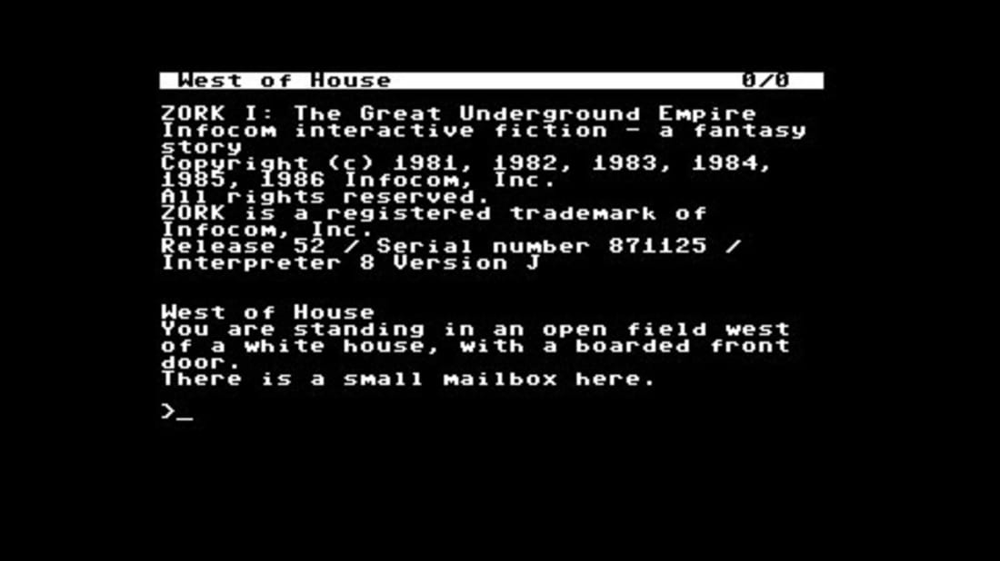 West of House 0/0
ZORK I: The Great Underground Empire
Infocom interactive fiction - a fantasy
story
Copyright (c) 1981, 1982, 1983, 1984,
1985, 1986 Infocom, Inc.
All rights reserved.
ZORK is a registered trademark of
Infocom, Inc.
Release 52 / Serial number 871125 /
Interpreter 8 Version J
West of House
You are standing in an open field west
of a white house, with a boarded front
door.
There is a small mailbox here.
>_